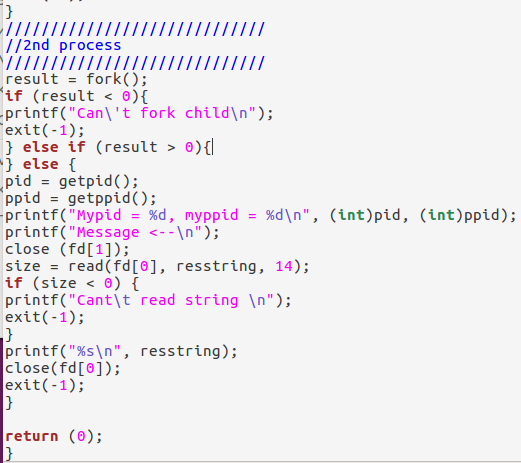 }
/////////////////////////////
//2nd process
/////////////////////////////
result = fork();
if (result < 0){
printf("Can\'t fork child\n");
exit(-1);
} else if (result > 0){
} else {
pid = getpid();
ppid = getppid();
printf("Mypid = %d, myppid = %d\n", (int)pid, (int)ppid);
printf("Message <--\n");
close (fd[1]);
size = read(fd[0], resstring, 14);
if (size < 0) {
printf("Cant\t read string \n");
exit(-1);
}
printf("%s\n", resstring);
close(fd[0]);
exit(-1);
}
return (0);
}